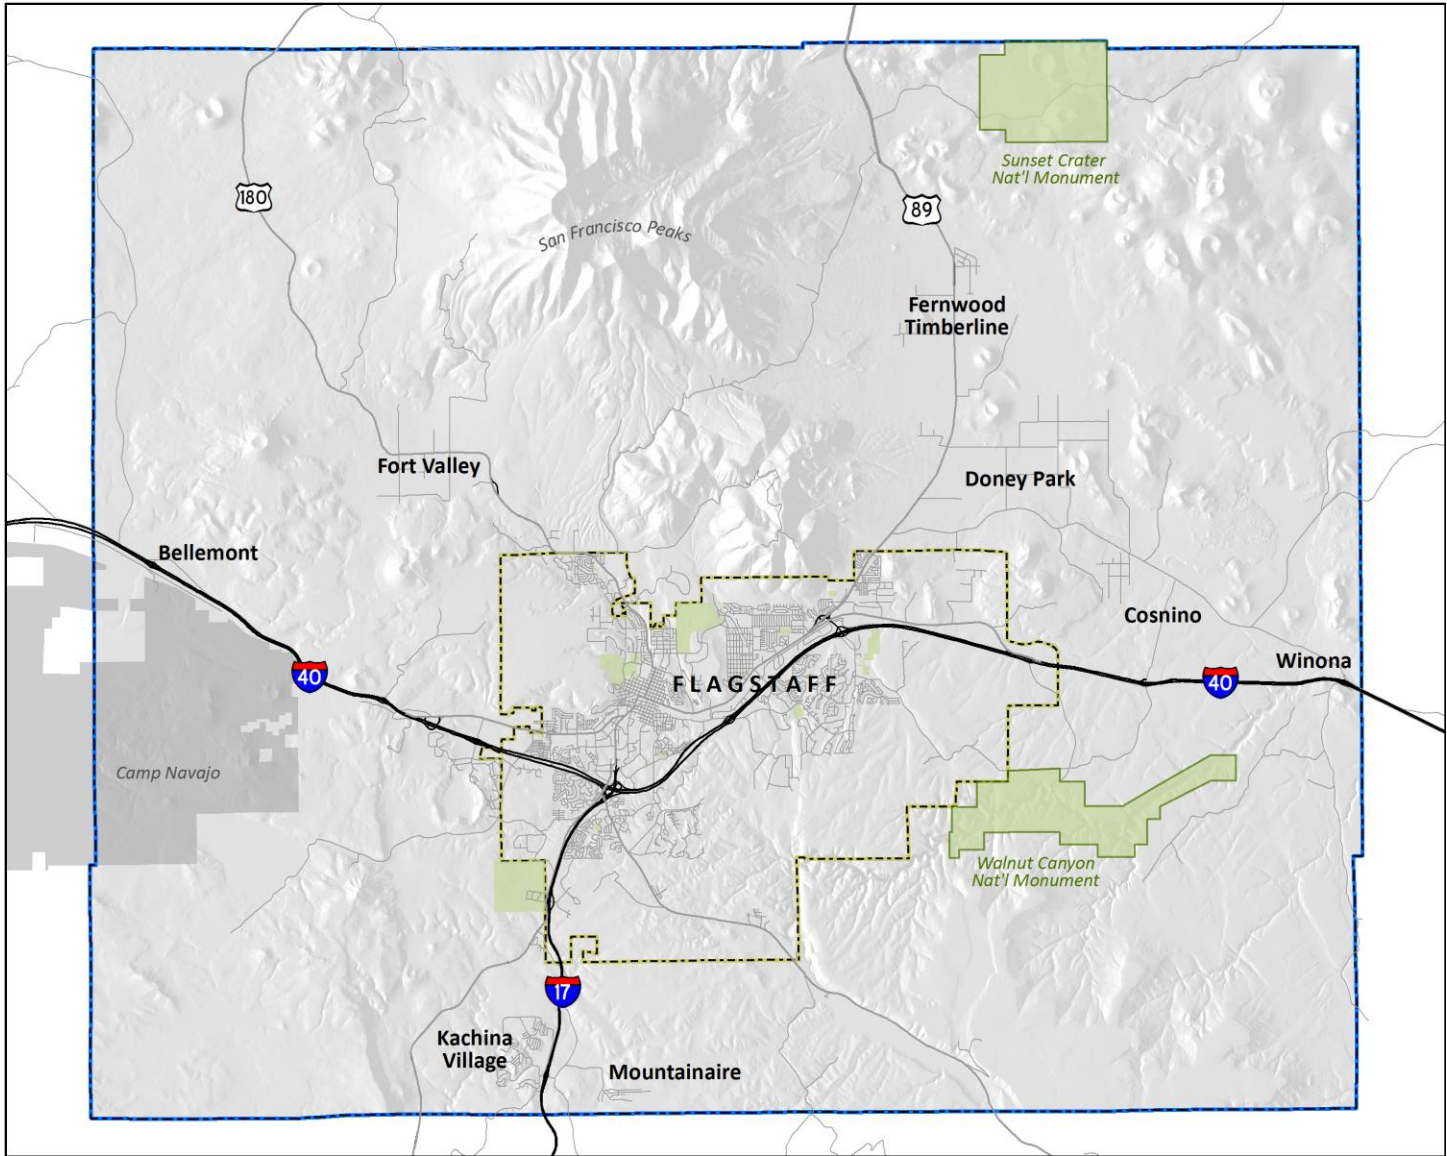 Sunset Crater
Nat'l Monument
180
89
San Francisco Peaks
Fernwood
Timberline
Fort Valley
Doney Park
Bellemont
Cosnino
Winona
40
40
FLAGSTAFF
Camp Navajo
Walnut Canyon
Nat'l Monument
17
Kachina
Village
Mountainaire